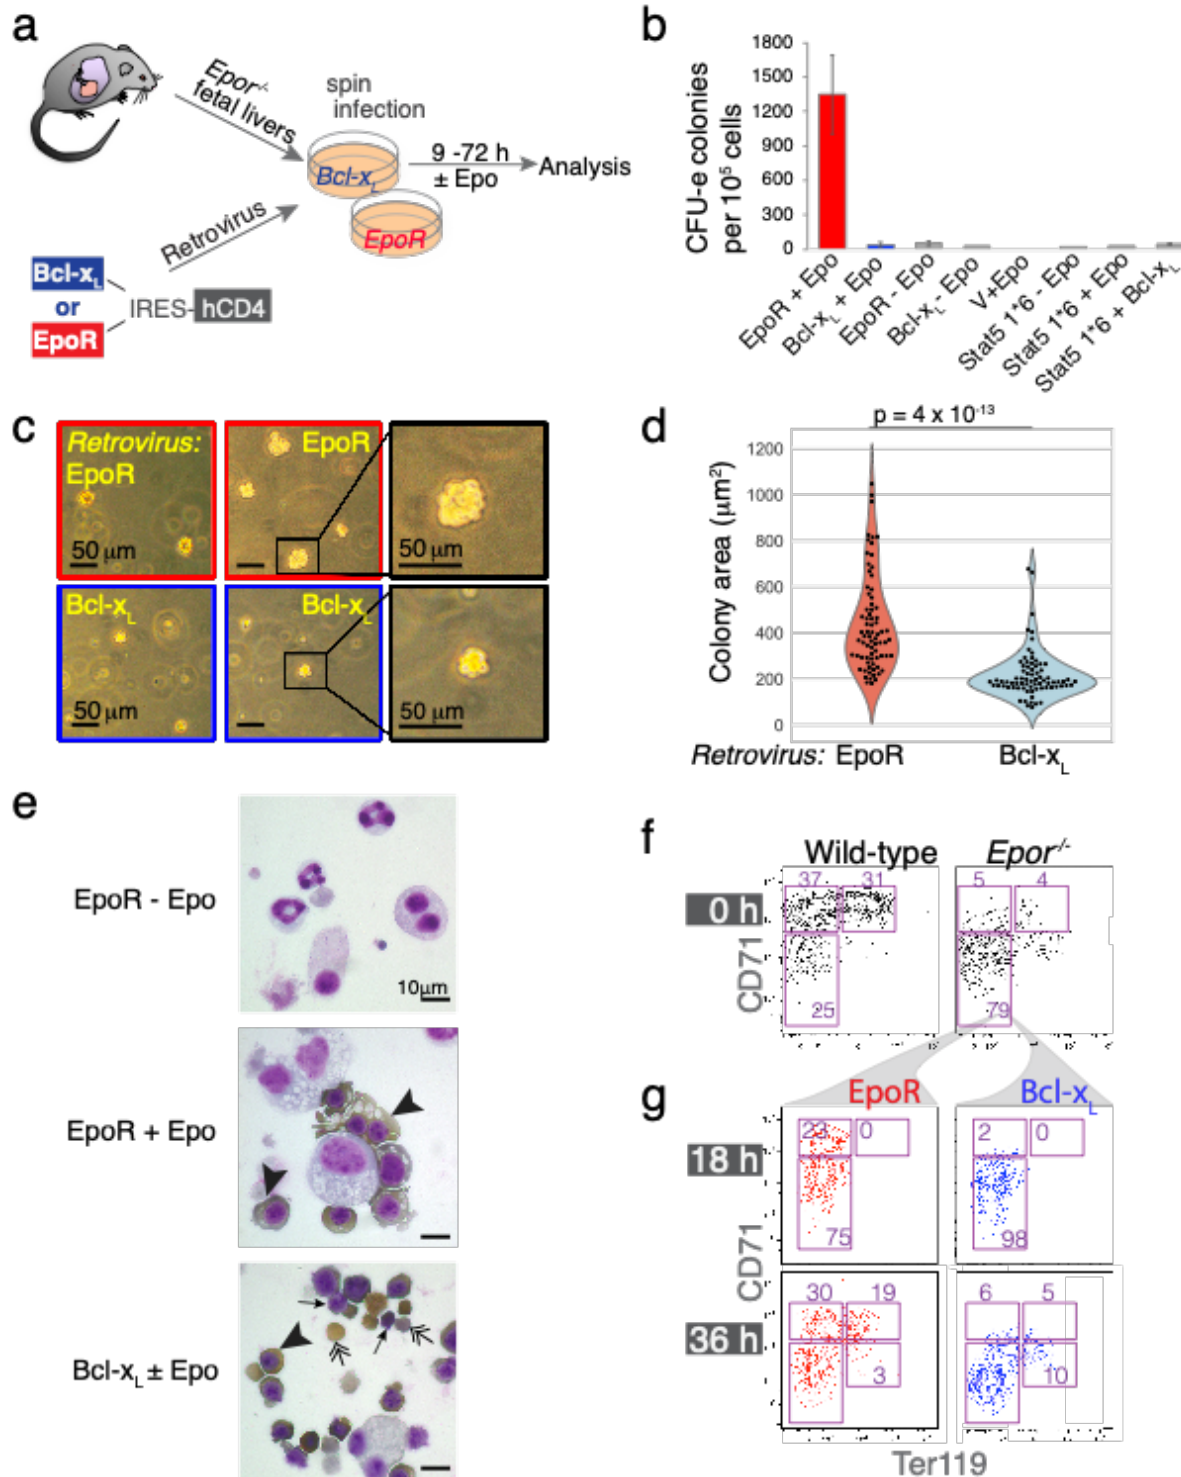 a
Epor-/-
fetal livers
spin
infection
Bcl-xL
EpoR
9 -72 h
± Epo
Analysis
Retrovirus
Bcl-xL
or
EpoR
IRES-hCD4
b
CFU-e colonies
per 10⁵ cells
1800
1500
1200
900
600
300
0
EpoR + Epo
Bcl-xL + Epo
EpoR - Epo
Bcl-xL - Epo
V+Epo
Stat5 1*6 - Epo
Stat5 1*6 + Epo
Stat5 1*6 + Bcl-xL
c
Retrovirus:
EpoR
50 µm
EpoR
50 µm
Bcl-xL
50 µm
Bcl-xL
50 µm
d
p = 4 x 10⁻¹³
Colony area (µm²)
1200
1000
800
600
400
200
0
Retrovirus: EpoR Bcl-xL
e
EpoR - Epo
10µm
EpoR + Epo
Bcl-xL ± Epo
f
Wild-type Epor-/-
0 h
CD71
37 31
25
5 4
79
g
EpoR Bcl-xL
18 h
23 0
75
2 0
98
CD71
36 h
30 19
3
6 5
10
Ter119